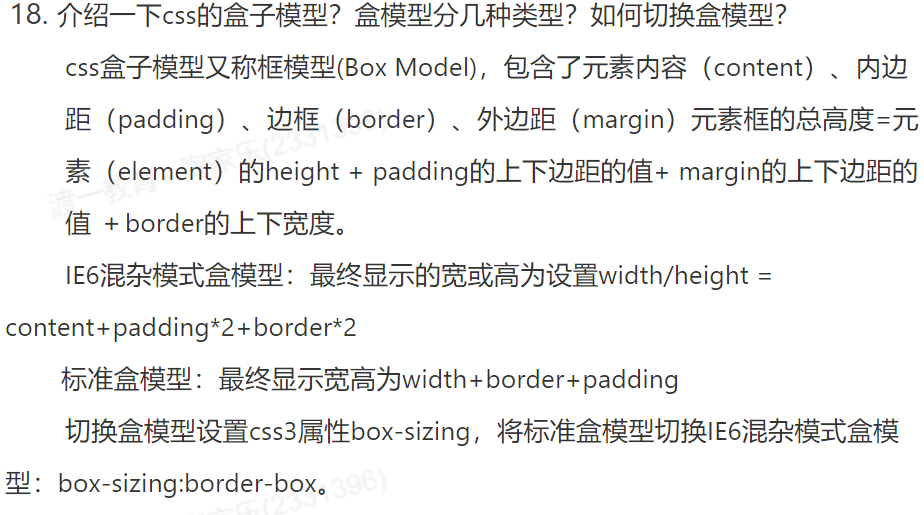 18. 介绍一下css的盒子模型？盒模型分几种类型？如何切换盒模型？
css盒子模型又称框模型(Box Model)，包含了元素内容（content）、内边
距（padding）、边框（border）、外边距（margin）元素框的总高度=元
素（element）的height + padding的上下边距的值+ margin的上下边距的
值 ＋border的上下宽度。
IE6混杂模式盒模型：最终显示的宽或高为设置width/height =
content+padding*2+border*2
标准盒模型：最终显示宽高为width+border+padding
切换盒模型设置css3属性box-sizing，将标准盒模型切换IE6混杂模式盒模
型：box-sizing:border-box。